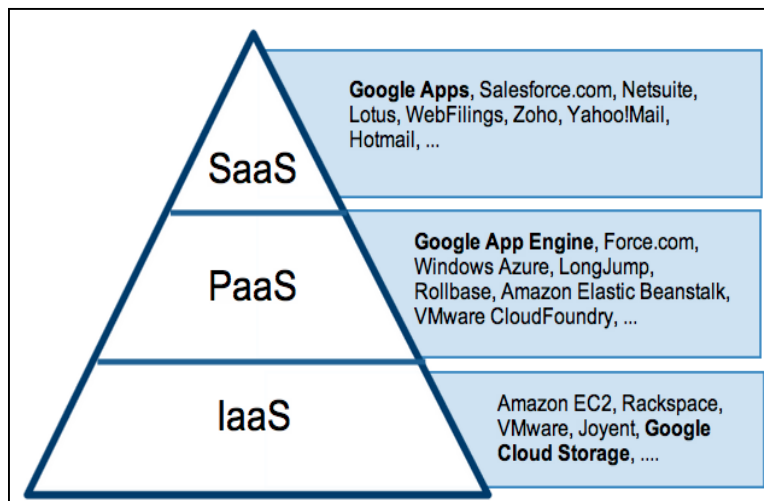 Google Apps, Salesforce.com, Netsuite,
Lotus, WebFilings, Zoho, Yahoo!Mail,
Hotmail, ...
SaaS
Google App Engine, Force.com,
Windows Azure, LongJump,
Rollbase, Amazon Elastic Beanstalk,
VMware CloudFoundry, ...
PaaS
Amazon EC2, Rackspace,
VMware, Joyent, Google
Cloud Storage, ....
IaaS